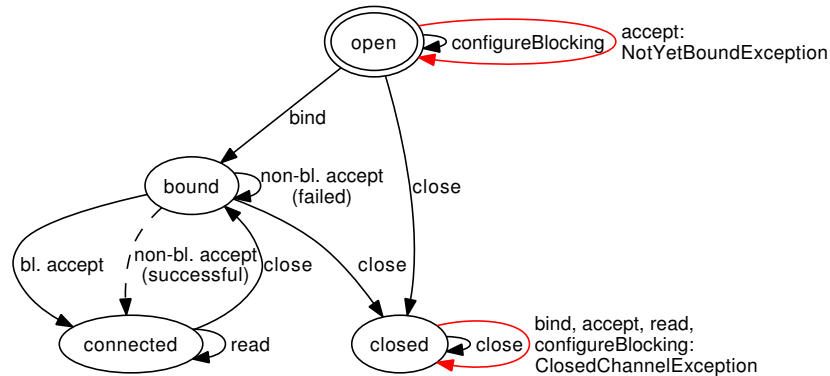 open
configureBlocking
accept:
NotYetBoundException
bind
bound
non-bl. accept
(failed)
close
bl. accept
non-bl. accept
(successful)
close
close
connected
read
closed
close
bind, accept, read,
configureBlocking:
ClosedChannelException